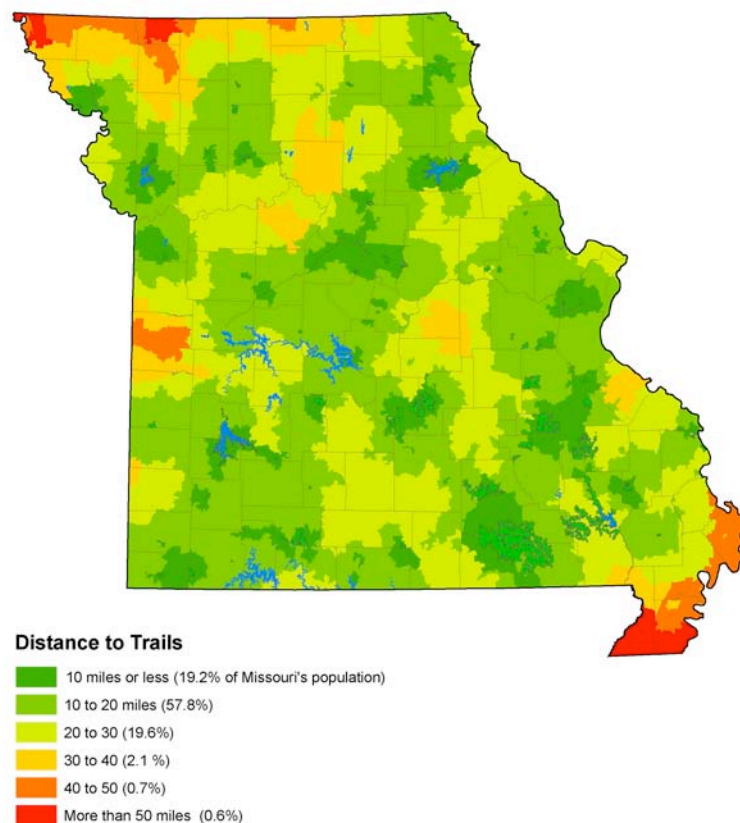 Distance to Trails
10 miles or less (19.2% of Missouri's population)
10 to 20 miles (57.8%)
20 to 30 (19.6%)
30 to 40 (2.1 %)
40 to 50 (0.7%)
More than 50 miles (0.6%)